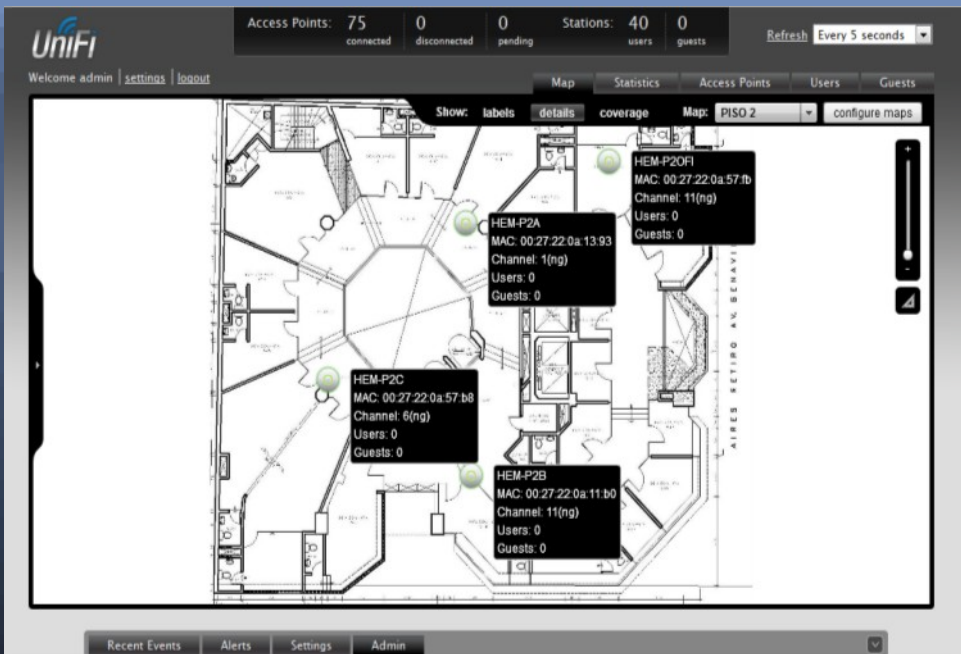 UniFi
Access Points: 75 connected 0 disconnected 0 pending Stations: 40 users 0 guests
Refresh Every 5 seconds
Welcome admin | settings | logout
Map Statistics Access Points Users Guests
Show: labels details coverage Map: PISO 2 configure maps
HEM-P2OFI
MAC: 00:27:22:0a:57:fb
Channel: 11(ng)
Users: 0
Guests: 0
HEM-P2A
MAC: 00:27:22:0a:13:93
Channel: 1(ng)
Users: 0
Guests: 0
AIRES SETIRO AV. BENAVI
HEM-P2C
MAC: 00:27:22:0a:57:b8
Channel: 6(ng)
Users: 0
Guests: 0
HEM-P2B
MAC: 00:27:22:0a:11:b0
Channel: 11(ng)
Users: 0
Guests: 0
Recent Events Alerts Settings Admin